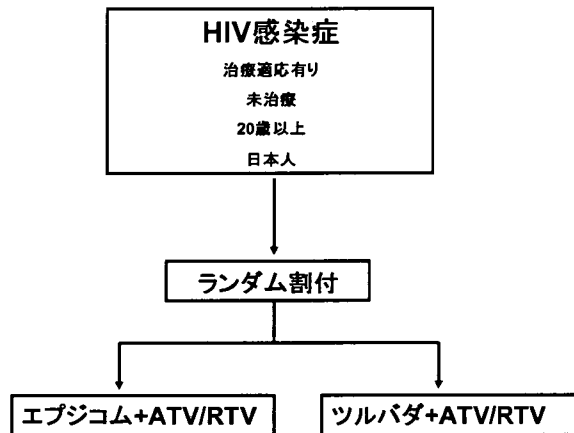 HIV感染症
治療適応有り
未治療
20歳以上
日本人
ランダム割付
エプジコム+ATV/RTV
ツルバダ+ATV/RTV